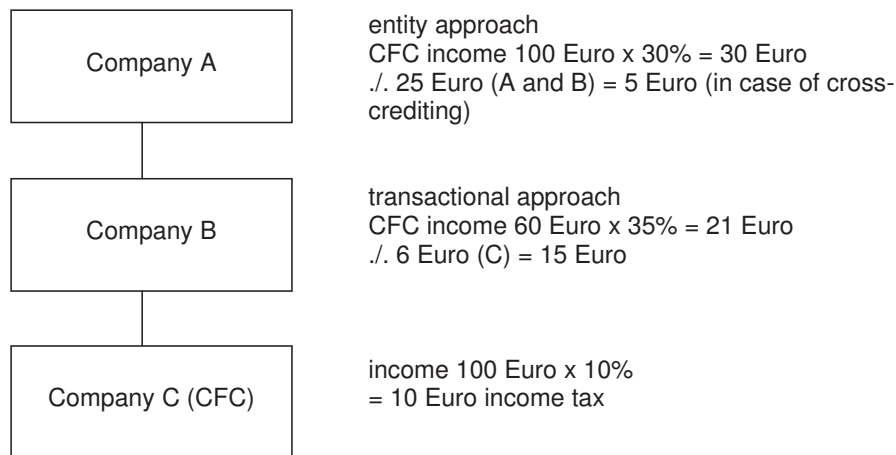 Company A
entity approach
CFC income 100 Euro x 30% = 30 Euro
./. 25 Euro (A and B) = 5 Euro (in case of cross-
crediting)
Company B
transactional approach
CFC income 60 Euro x 35% = 21 Euro
./. 6 Euro (C) = 15 Euro
Company C (CFC)
income 100 Euro x 10%
= 10 Euro income tax